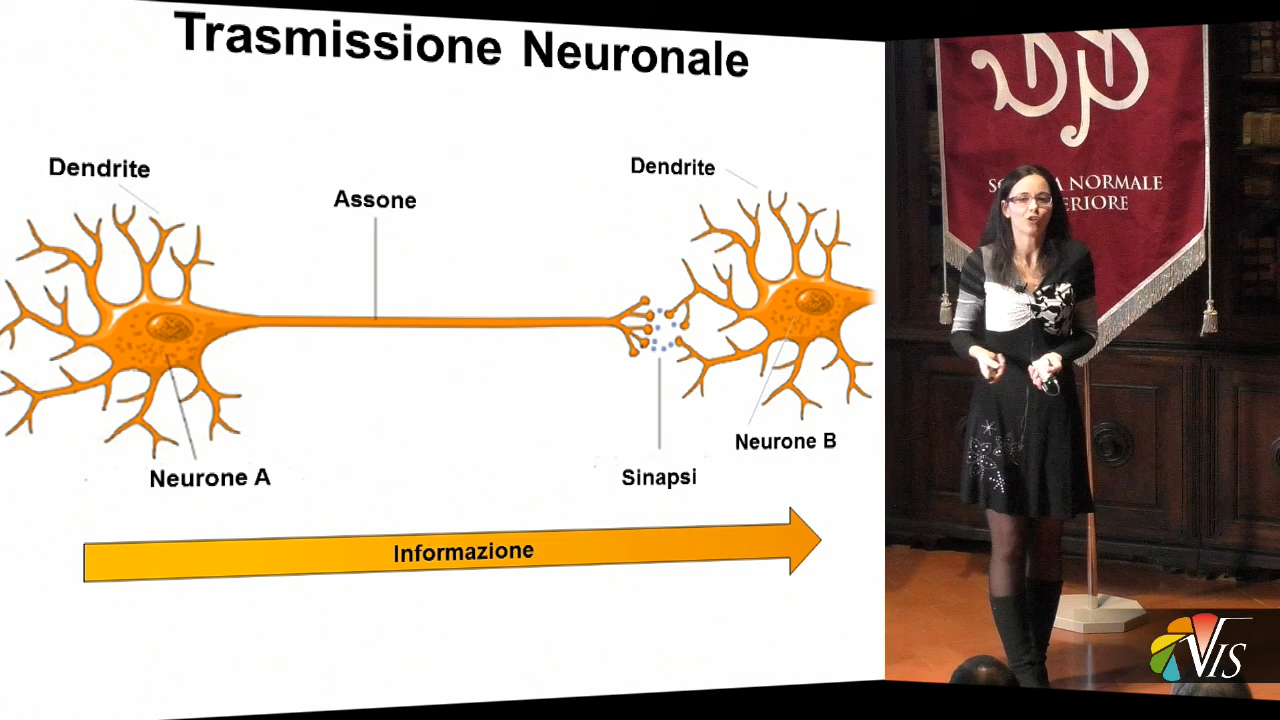 Trasmissione Neuronale
Dendrite
Dendrite
Assone
Neurone B
Neurone A
Sinapsi
Informazione
NORMALE
VIS